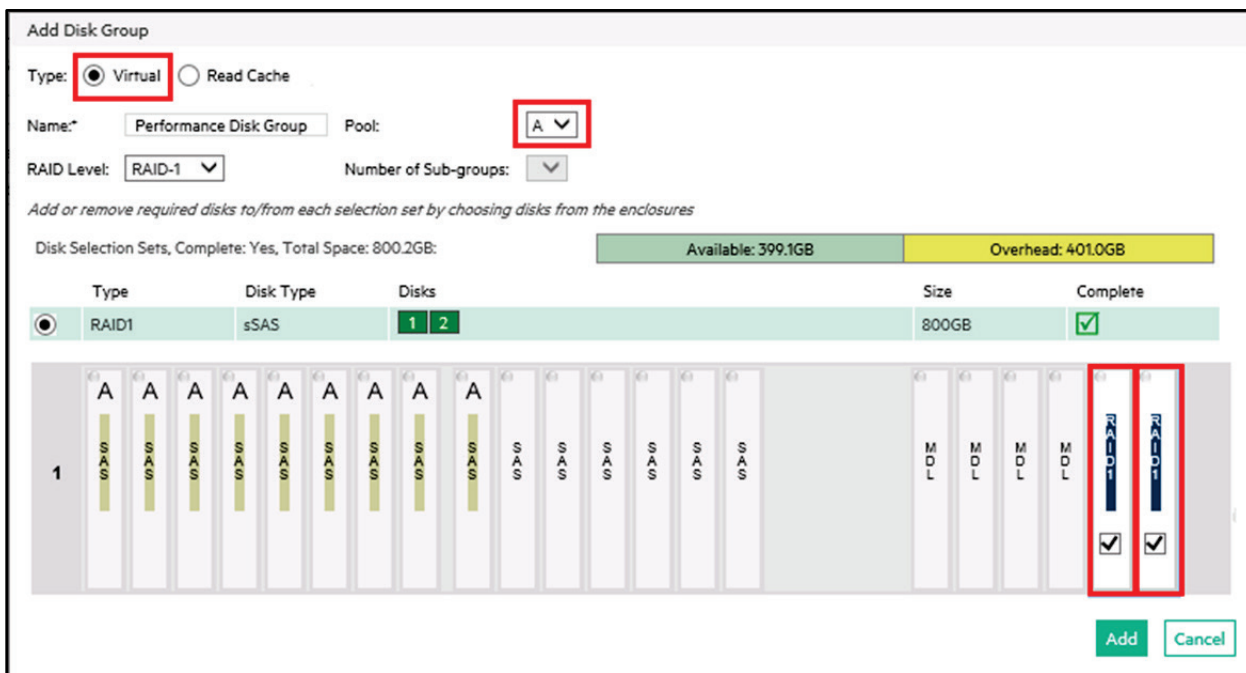 Add Disk Group
Type: Virtual Read Cache
Name:* Performance Disk Group Pool: A
RAID Level: RAID-1 Number of Sub-groups:
Add or remove required disks to/from each selection set by choosing disks from the enclosures
Disk Selection Sets, Complete: Yes, Total Space: 800.2GB: Available: 399.1GB Overhead: 401.0GB
Type Disk Type Disks Size Complete
RAID1 sSAS 1 2 800GB
A A A A A A A A A
1 SAS SAS SAS SAS SAS SAS SAS SAS SAS SAS SAS SAS SAS SAS SAS MDL MDL MDL MDL RAID1 RAID1
Add Cancel